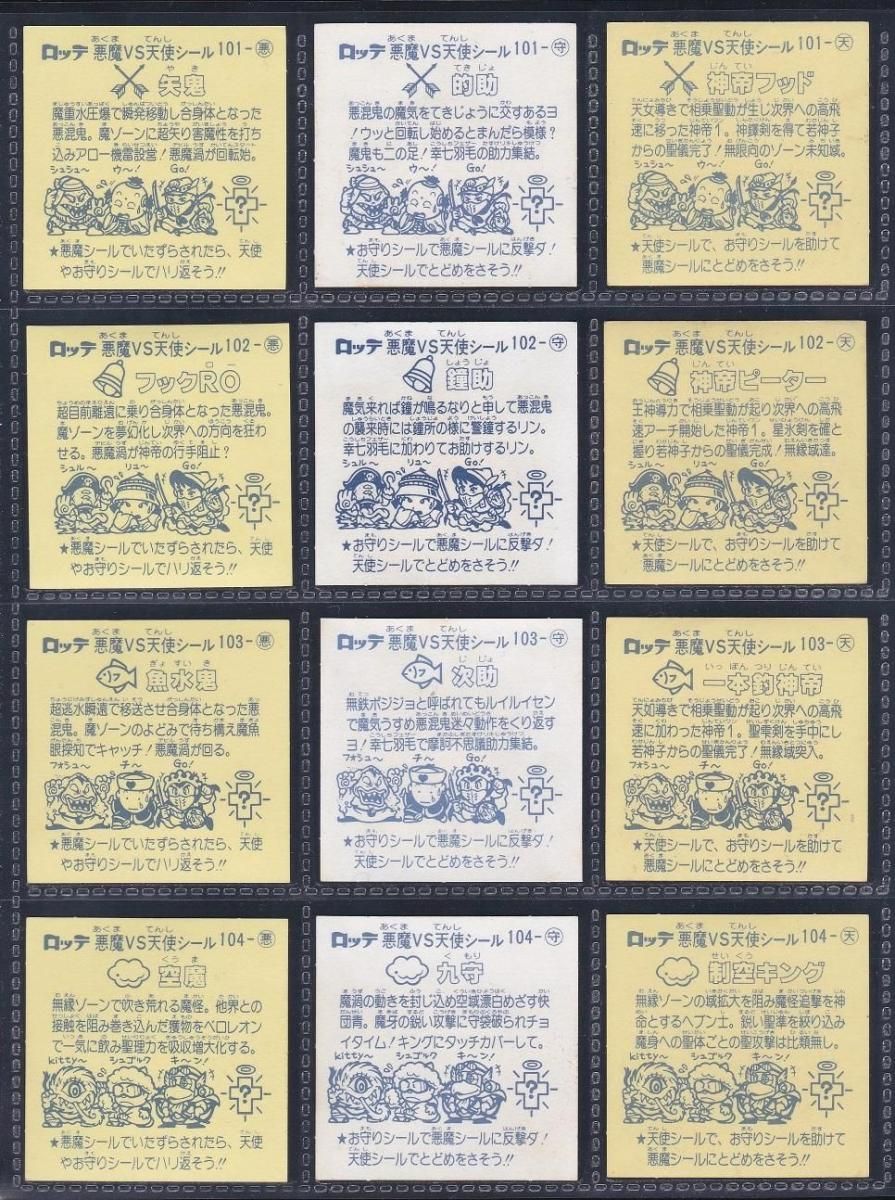 ロッテ 悪魔VS天使シール 101-悪
矢鬼
魔重水圧爆で瞬発移動し合身体となった
悪混鬼。魔ゾーンに超矢り害魔性を打ち
込みアロー機雷設営!悪魔渦が回転始。
シュシュ〜 ウ〜! Go!
★悪魔シールでいたずらされたら、天使
やお守りシールでハリ返そう!!
ロッテ 悪魔VS天使シール 101-守
的助
悪混鬼の魔気をてきじょうに交すあるヨ
!ウッと回転し始めるとまんだら模様?
魔鬼も二の足!幸七羽毛の助力集結。
シュシュ〜 ウ〜! Go!
★お守りシールで悪魔シールに反撃ダ!
天使シールでとどめをさそう!!
ロッテ 悪魔VS天使シール 101-天
神帝フッド
天女導きで相乗聖動が生じ次界への高飛
速に移った神帝1。神鐸剣を得て若神子
からの聖儀完了!無限向のゾーン未知域。
シュシュ〜 ウ〜! Go!
★天使シールで、お守りシールを助けて
悪魔シールにとどめをさそう!!
ロッテ 悪魔VS天使シール 102-悪
フックRO
超目前離遠に乗り合身体となった悪混鬼。
魔ゾーンを夢幻化し次界への方向を狂わ
せる。悪魔渦が神帝の行手阻止?
シュル〜 リュ〜 Go!
★悪魔シールでいたずらされたら、天使
やお守りシールでハリ返そう!!
ロッテ 悪魔VS天使シール 102-守
鐘助
魔気来れば鐘が鳴るなりと申して悪混鬼
の襲来時には鐘所の様に警鐘するリン。
幸七羽毛に加わりてお助けするリン。
シュル〜 リュ〜 Go!
★お守りシールで悪魔シールに反撃ダ!
天使シールでとどめをさそう!!
ロッテ 悪魔VS天使シール 102-天
神帝ピーター
王神導力で相乗聖動が起り次界への高飛
速アーチ開始した神帝1。星氷剣を確と
握り若神子からの聖儀完成!無縁域達。
シュル〜 リュ〜 Go!
★天使シールで、お守りシールを助けて
悪魔シールにとどめをさそう!!
ロッテ 悪魔VS天使シール 103-悪
魚水鬼
超逃水瞬遠で移送させ合身体となった悪
混鬼。魔ゾーンのよどみで待ち構え魔魚
眼探知でキャッチ!悪魔渦が回る。
フォシュ〜 チ〜 Go!
★悪魔シールでいたずらされたら、天使
やお守りシールでハリ返そう!!
ロッテ 悪魔VS天使シール 103-守
次助
無鉄ポジジョと呼ばれてもルイルイセン
で魔気うすめ悪混鬼迷々動作をくり返す
ヨ!幸七羽毛で摩訶不思議助力集結。
フォシュ〜 チ〜 Go!
★お守りシールで悪魔シールに反撃ダ!
天使シールでとどめをさそう!!
ロッテ 悪魔VS天使シール 103-天
一本釣神帝
天如導きで相乗聖動が起り次界への高飛
速に加わった神帝1。聖雫剣を手中にし
若神子からの聖儀完了!無縁域突入。
フォシュ〜 チ〜 Go!
★天使シールで、お守りシールを助けて
悪魔シールにとどめをさそう!!
ロッテ 悪魔VS天使シール 104-悪
空魔
無縁ゾーンで吹き荒れる魔怪。他界との
接触を阻み巻き込んだ獲物をベロレオン
で一気に飲み聖理力を吸収増大化する。
kitty〜 シュゴルク キ〜ン!
★悪魔シールでいたずらされたら、天使
やお守りシールでハリ返そう!!
ロッテ 悪魔VS天使シール 104-守
九守
魔渦の動きを封じ込め空域漂白めざす快
団青。魔牙の鋭い攻撃に守袋破られチョ
イタイム!キングにタッチカバーして。
kitty〜 シュゴルク キ〜ン!
★お守りシールで悪魔シールに反撃ダ!
天使シールでとどめをさそう!!
ロッテ 悪魔VS天使シール 104-天
制空キング
無縁ゾーンの域拡大を阻み魔怪追撃を神
命とするヘブン士。鋭い聖準を絞り込み
魔身への聖体ごとの聖攻撃は比類無し。
kitty〜 シュゴルク キ〜ン!
★天使シールで、お守りシールを助けて
悪魔シールにとどめをさそう!!